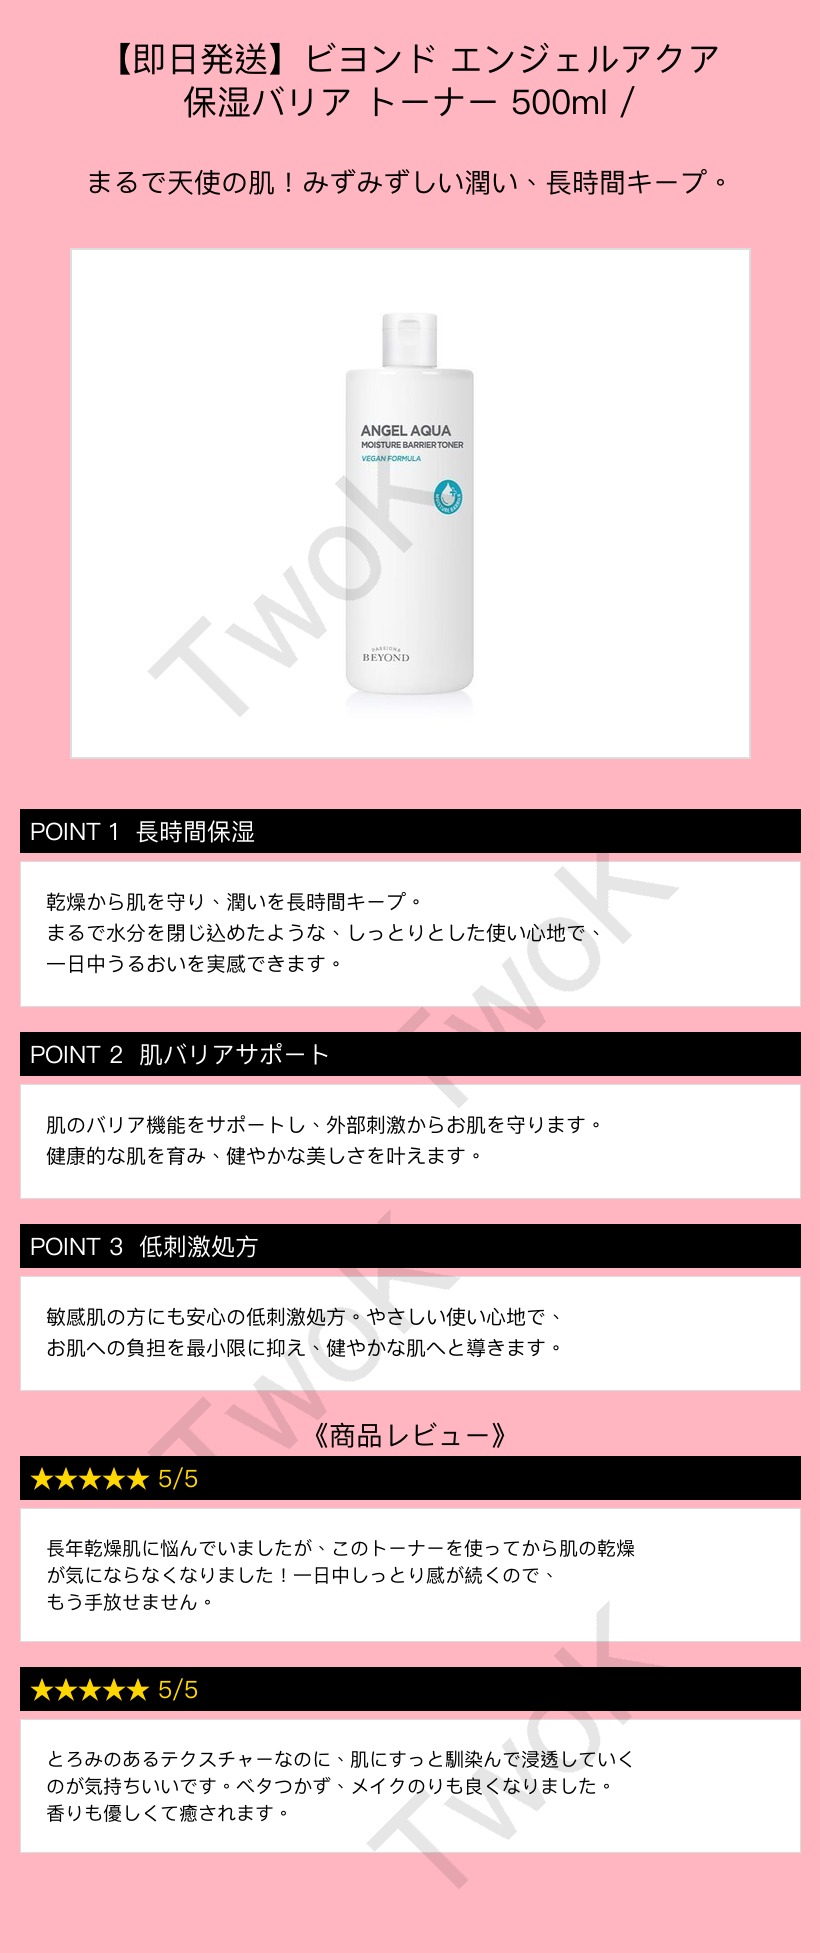 【即日発送】ビヨンド エンジェルアクア
保湿バリア トーナー 500ml /
まるで天使の肌！みずみずしい潤い、長時間キープ。
ANGEL AQUA
MOISTURE BARRIER TONER
VEGAN FORMULA
BEYOND
TwoK
POINT 1 長時間保湿
乾燥から肌を守り、潤いを長時間キープ。
まるで水分を閉じ込めたような、しっとりとした使い心地で、
一日中うるおいを実感できます。
TwoK
POINT 2 肌バリアサポート
肌のバリア機能をサポートし、外部刺激からお肌を守ります。
健康的な肌を育み、健やかな美しさを叶えます。
POINT 3 低刺激処方
敏感肌の方にも安心の低刺激処方。やさしい使い心地で、
お肌への負担を最小限に抑え、健やかな肌へと導きます。
TwoK
《商品レビュー》
★★★★★ 5/5
長年乾燥肌に悩んでいましたが、このトーナーを使ってから肌の乾燥
が気にならなくなりました！一日中しっとり感が続くので、
もう手放せません。
★★★★★ 5/5
とろみのあるテクスチャーなのに、肌にすっと馴染んで浸透していく
のが気持ちいいです。ベタつかず、メイクのりも良くなりました。
香りも優しくて癒されます。
TwoK